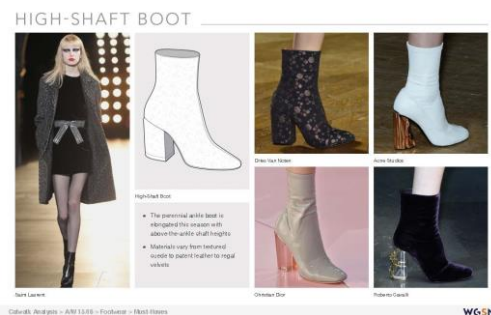 HIGH-SHAFT BOOT
Dries Van Noten
Acne Studios
High-Shaft Boot
• The perennial ankle boot is
elongated this season with
above-the-ankle shaft heights
• Materials vary from textured
suede to patent leather to regal
velvets
Saint Laurent
Christian Dior
Roberto Cavalli
Catwalk Analysis > A/W 15/16 > Footwear > Must-Haves
WGSN